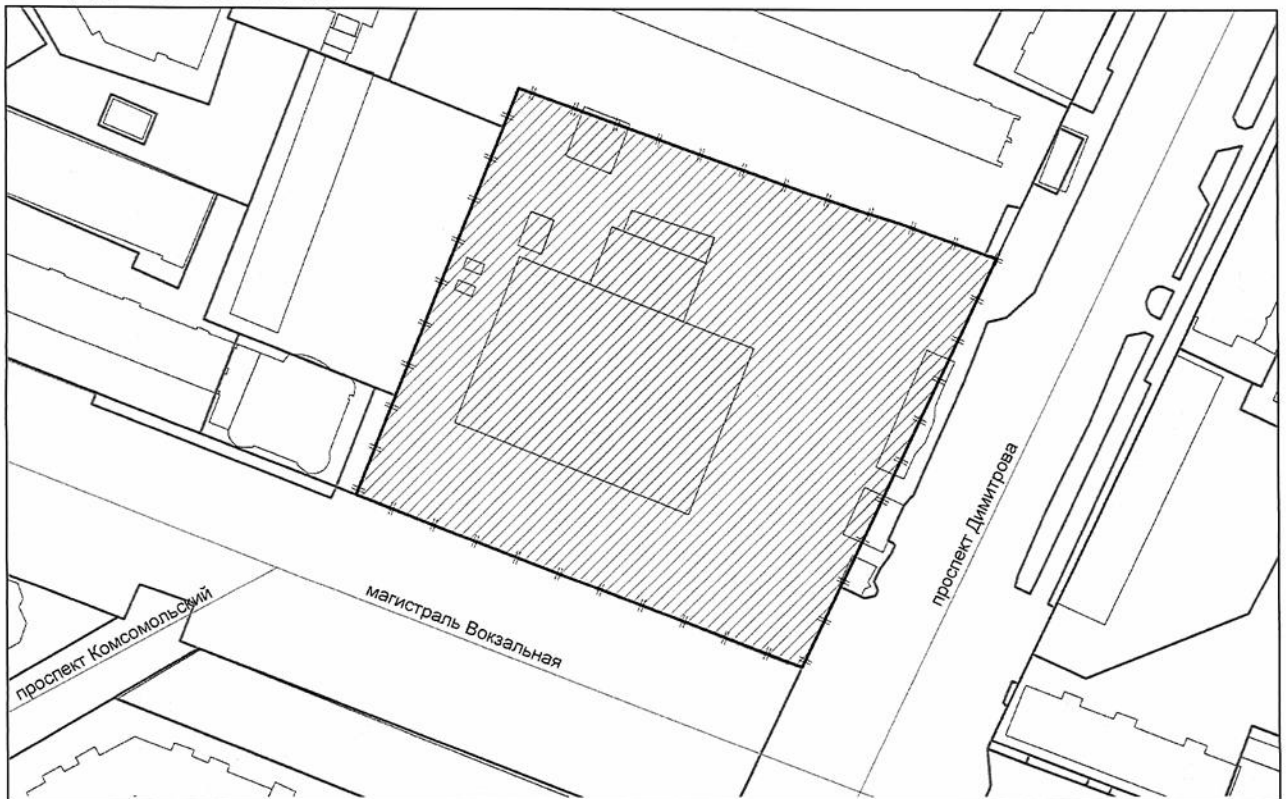 проспект Димитрова
магистраль Вокзальная
проспект Комсомольский